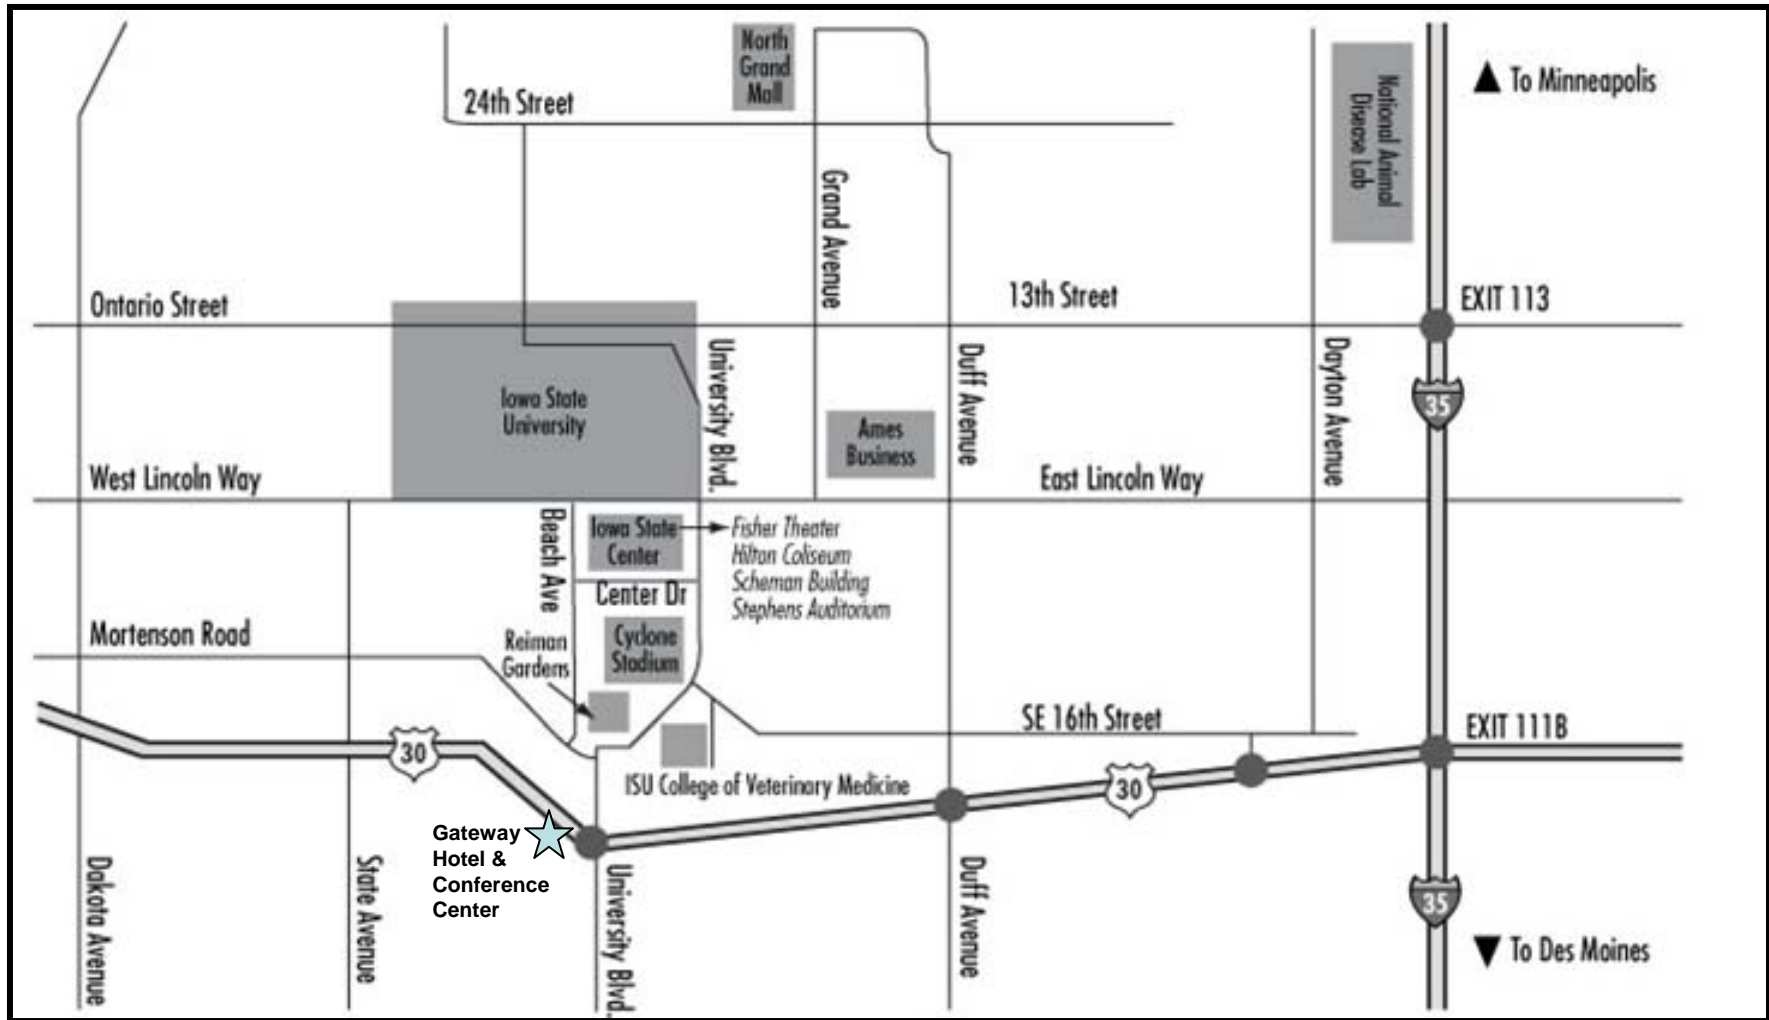 North
Grand
Mall
24th Street
National Animal
Disease Lab
To Minneapolis
Grand Avenue
Ontario Street
13th Street
EXIT 113
University Blvd.
Duff Avenue
Dayton Avenue
35
Iowa State
University
Ames
Business
West Lincoln Way
East Lincoln Way
Beach Ave
Iowa State
Center
Fisher Theater
Hilton Coliseum
Scheman Building
Stephens Auditorium
Center Dr
Mortenson Road
Reiman
Gardens
Cyclone
Stadium
SE 16th Street
EXIT 111B
30
ISU College of Veterinary Medicine
30
Gateway
Hotel &
Conference
Center
Dakota Avenue
State Avenue
University Blvd.
Duff Avenue
35
To Des Moines